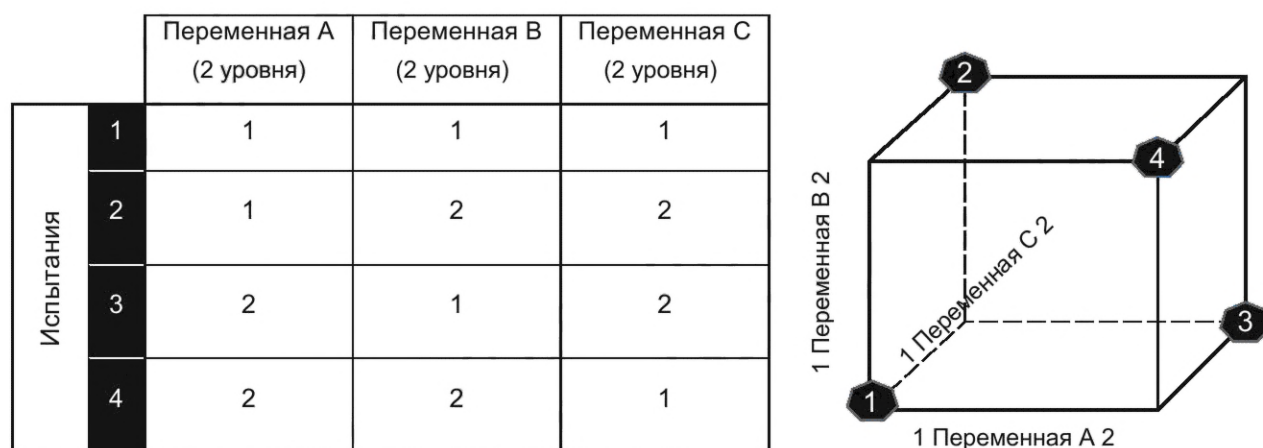 Переменная A Переменная B Переменная C
(2 уровня) (2 уровня) (2 уровня)
Испытания
1 1 1 1
2 1 2 2
3 2 1 2
4 2 2 1
2
4
1 Переменная B 2
1 Переменная C 2
3
1
1 Переменная A 2